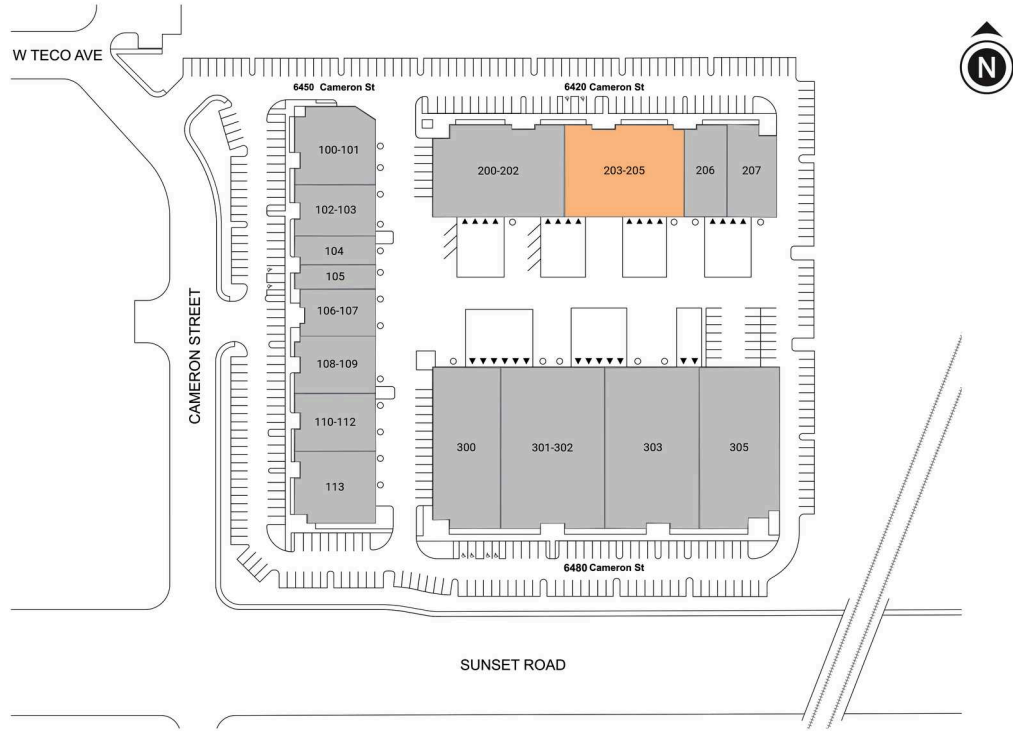 W TECO AVE
N
6450 Cameron St
6420 Cameron St
100-101
102-103
104
105
106-107
108-109
110-112
113
200-202
203-205
206
207
CAMERON STREET
300
301-302
303
305
6480 Cameron St
SUNSET ROAD